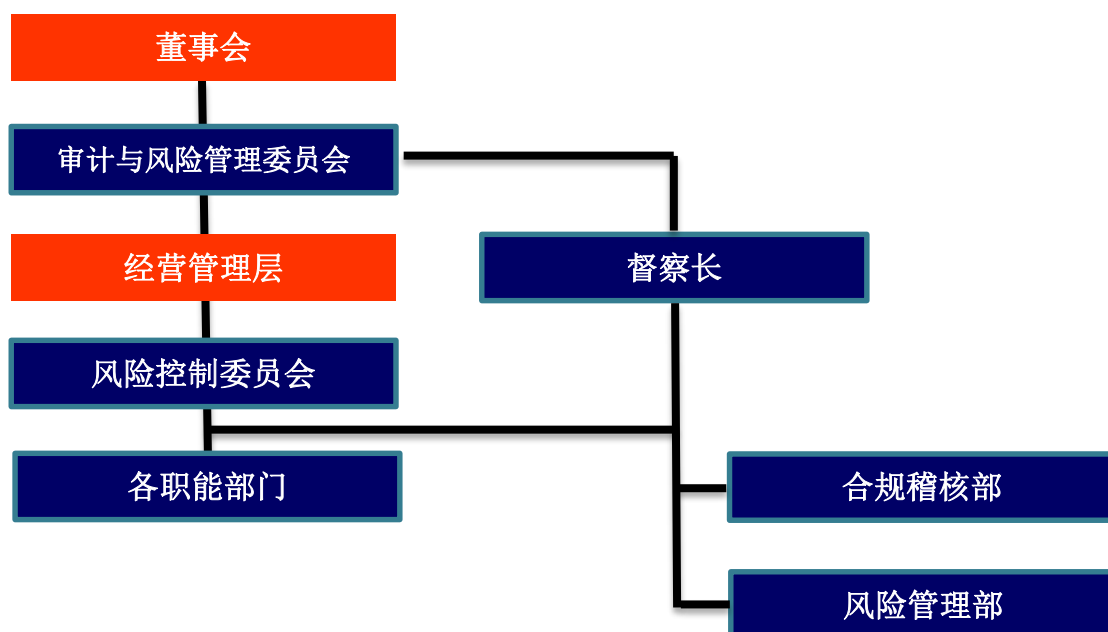 董事会
审计与风险管理委员会
经营管理层
督察长
风险控制委员会
各职能部门
合规稽核部
风险管理部